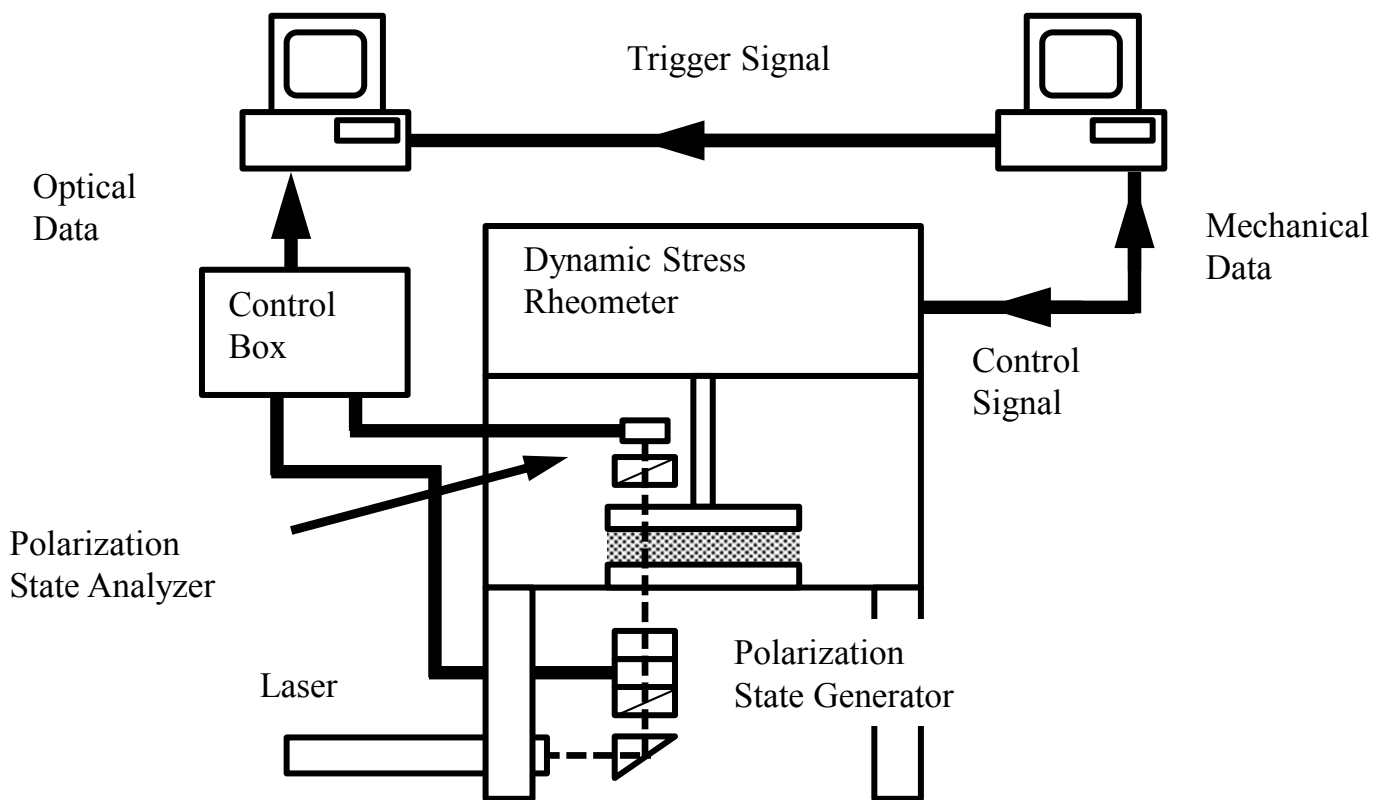 Trigger Signal
Optical
Data
Mechanical
Data
Dynamic Stress
Rheometer
Control
Box
Control
Signal
Polarization
State Analyzer
Polarization
State Generator
Laser